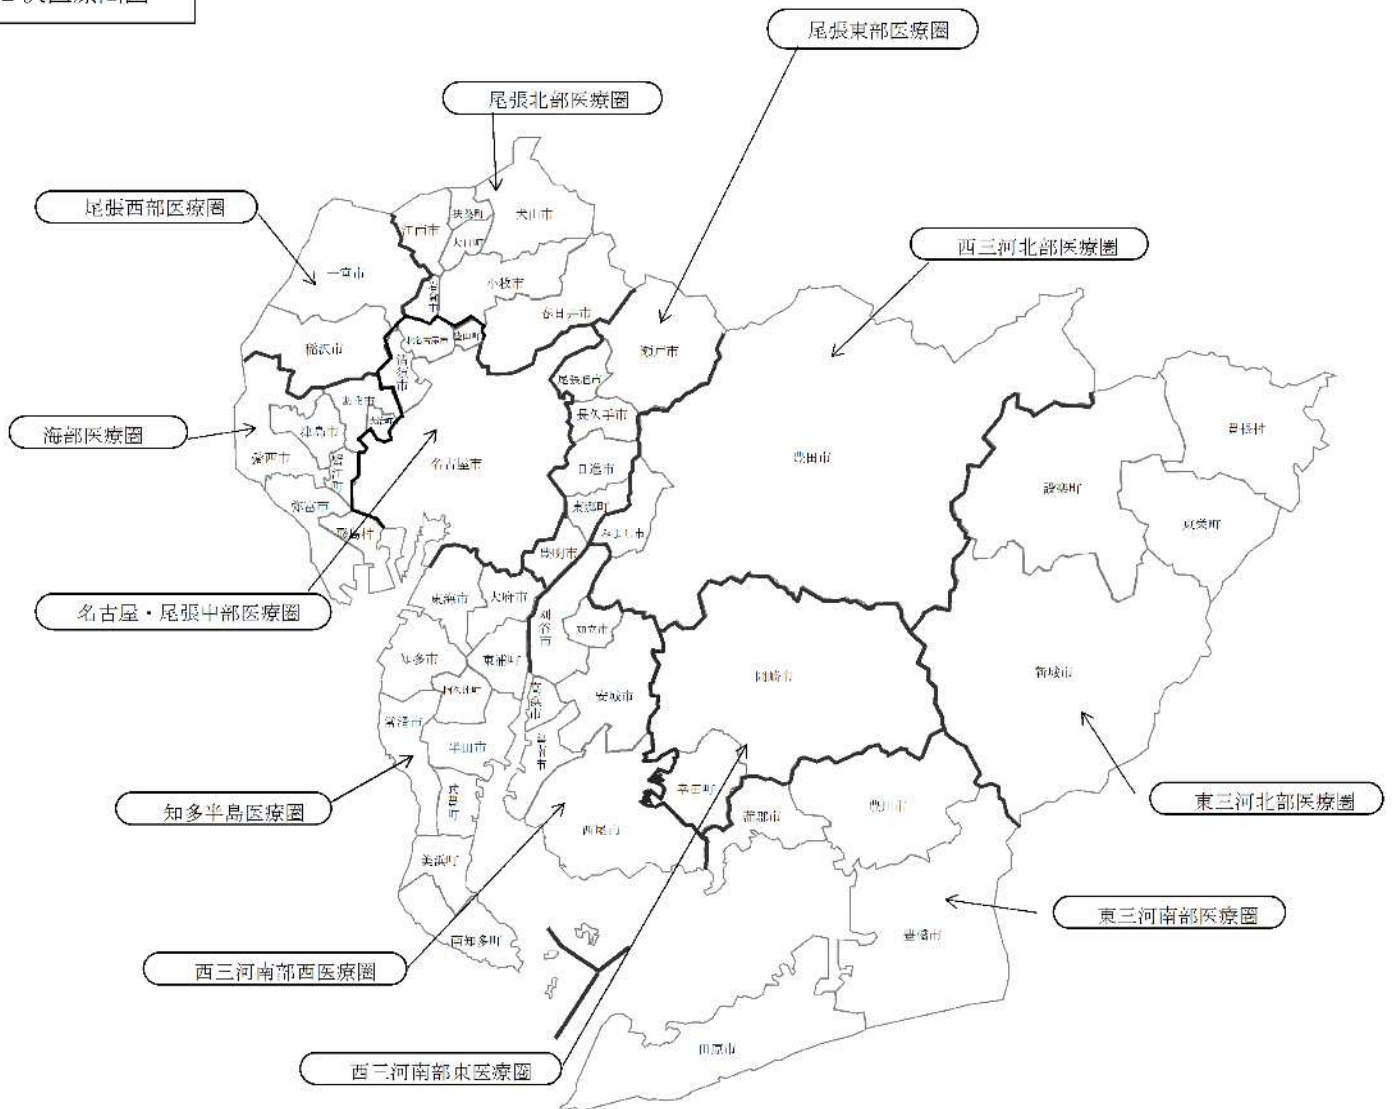 尾張東部医療圏
尾張北部医療圏
尾張西部医療圏
西三河北部医療圏
海部医療圏
名古屋・尾張中部医療圏
知多半島医療圏
西三河南部西医療圏
西三河南部東医療圏
東三河北部医療圏
東三河南部医療圏
犬山市
扶桑町
大口町
江南市
小牧市
春日井市
一宮市
稲沢市
清須市
瀬戸市
尾張旭市
長久手市
日進市
東郷町
みよし市
豊明市
名古屋市
津島市
愛西市
蟹江町
弥富市
飛島村
豊田市
設楽町
豊根村
東栄町
新城市
東海市
大府市
知多市
東浦町
常滑市
半田市
武豊町
美浜町
南知多町
刈谷市
知立市
安城市
高浜市
碧南市
西尾市
岡崎市
幸田町
蒲郡市
豊川市
豊橋市
田原市